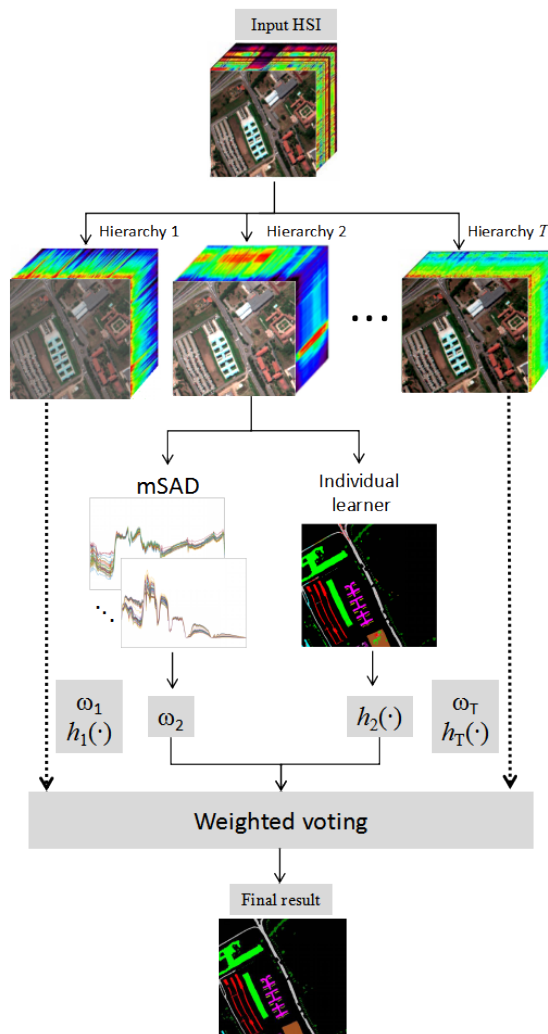 Input HSI
Hierarchy 1
Hierarchy 2
Hierarchy T
...
mSAD
Individual
learner
...
ω1
h1(·)
ω2
h2(·)
ωT
hT(·)
Weighted voting
Final result